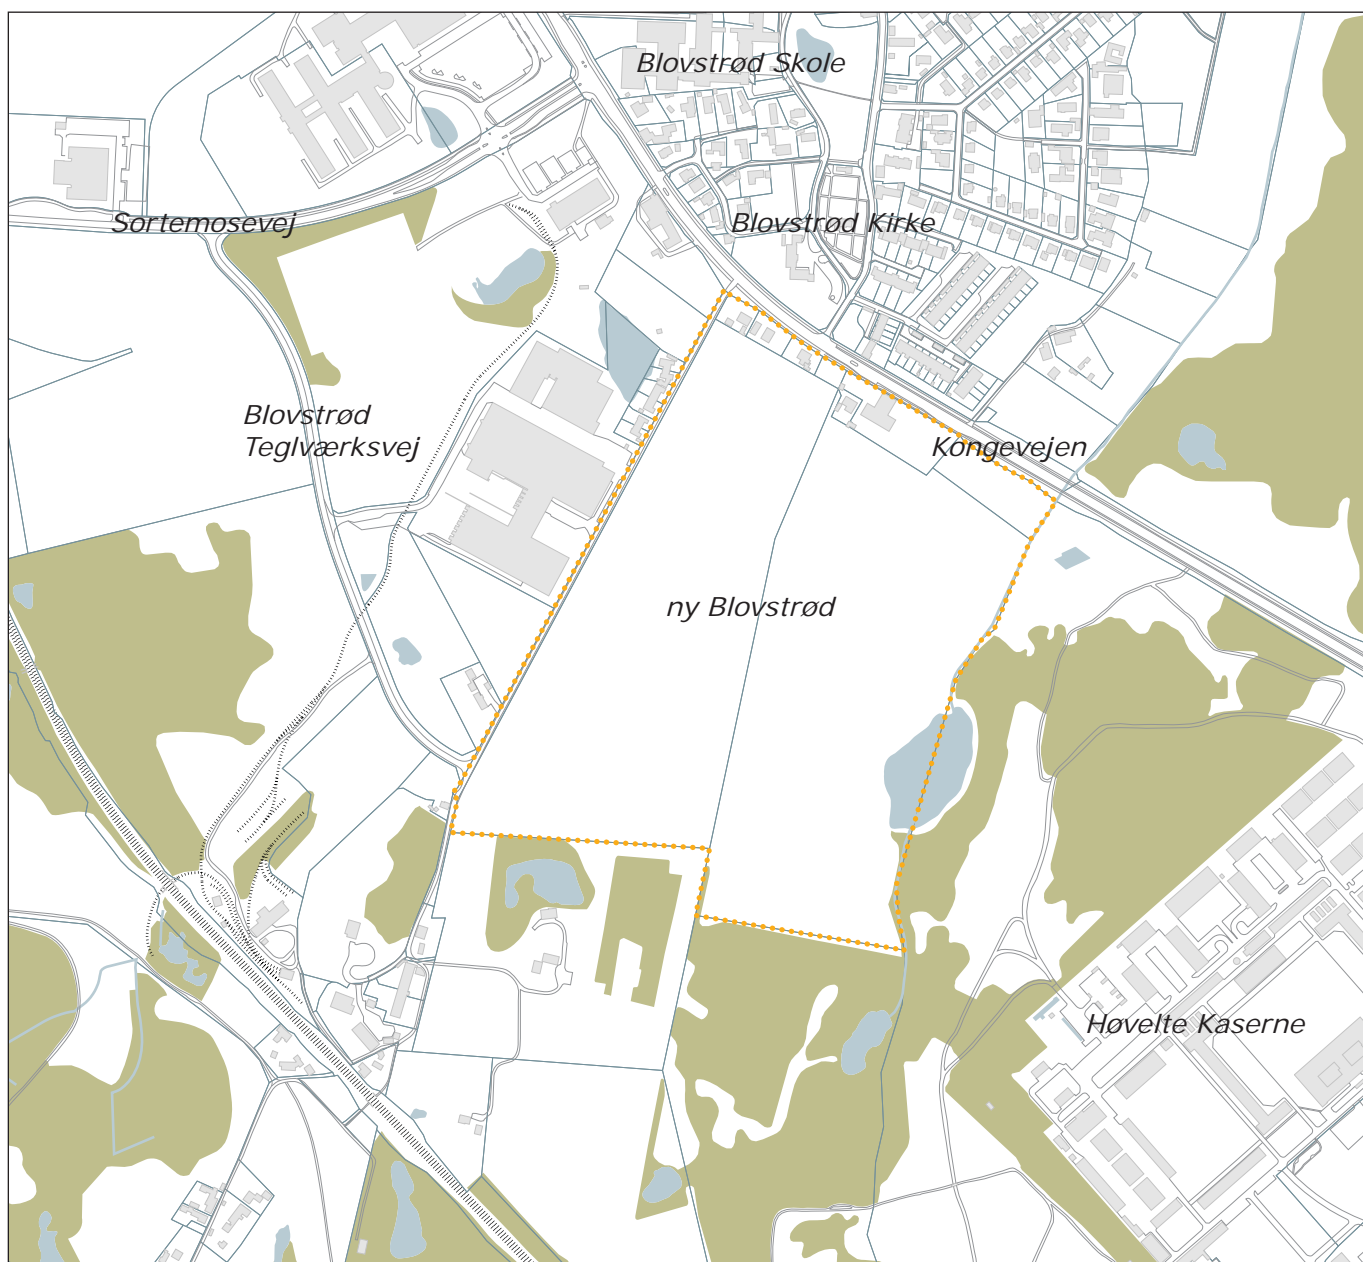 Blovstrød Skole
Sortemosevej
Blovstrød Kirke
Blovstrød
Teglværksvej
Kongevejen
ny Blovstrød
Høvelte Kaserne